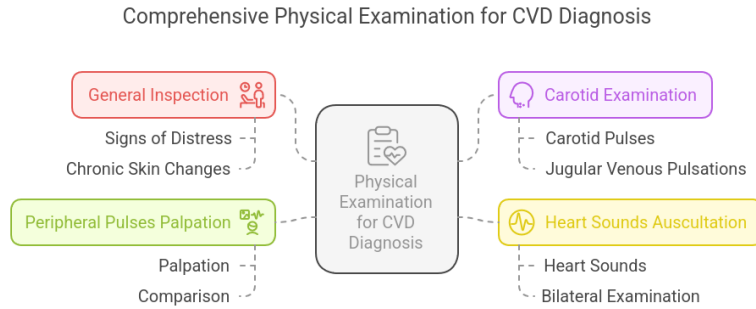 Comprehensive Physical Examination for CVD Diagnosis
General Inspection
Signs of Distress
Chronic Skin Changes
Peripheral Pulses Palpation
Palpation
Comparison
Physical
Examination
for CVD
Diagnosis
Carotid Examination
Carotid Pulses
Jugular Venous Pulsations
Heart Sounds Auscultation
Heart Sounds
Bilateral Examination